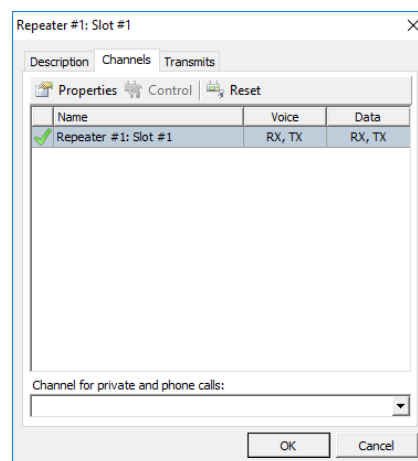 Repeater #1: Slot #1
Description Channels Transmits
Properties Control Reset
Name Voice Data
Repeater #1: Slot #1 RX, TX RX, TX
Channel for private and phone calls:
OK Cancel